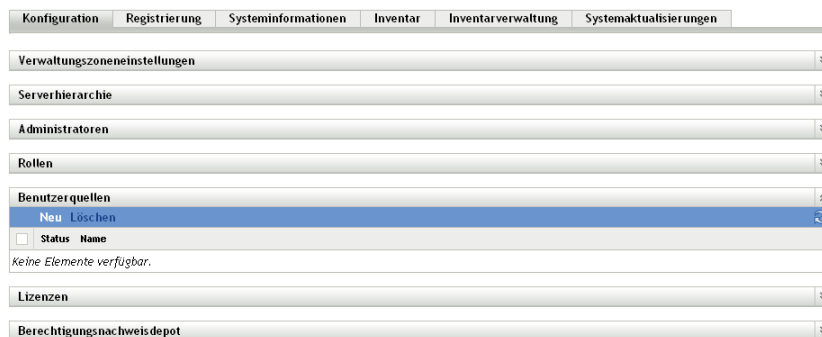 Konfiguration Registrierung Systeminformationen Inventar Inventarverwaltung Systemaktualisierungen
Verwaltungszoneneinstellungen
Serverhierarchie
Administratoren
Rollen
Benutzerquellen
Neu Löschen
Status Name
Keine Elemente verfügbar.
Lizenzen
Berechtigungsnachweisdepot